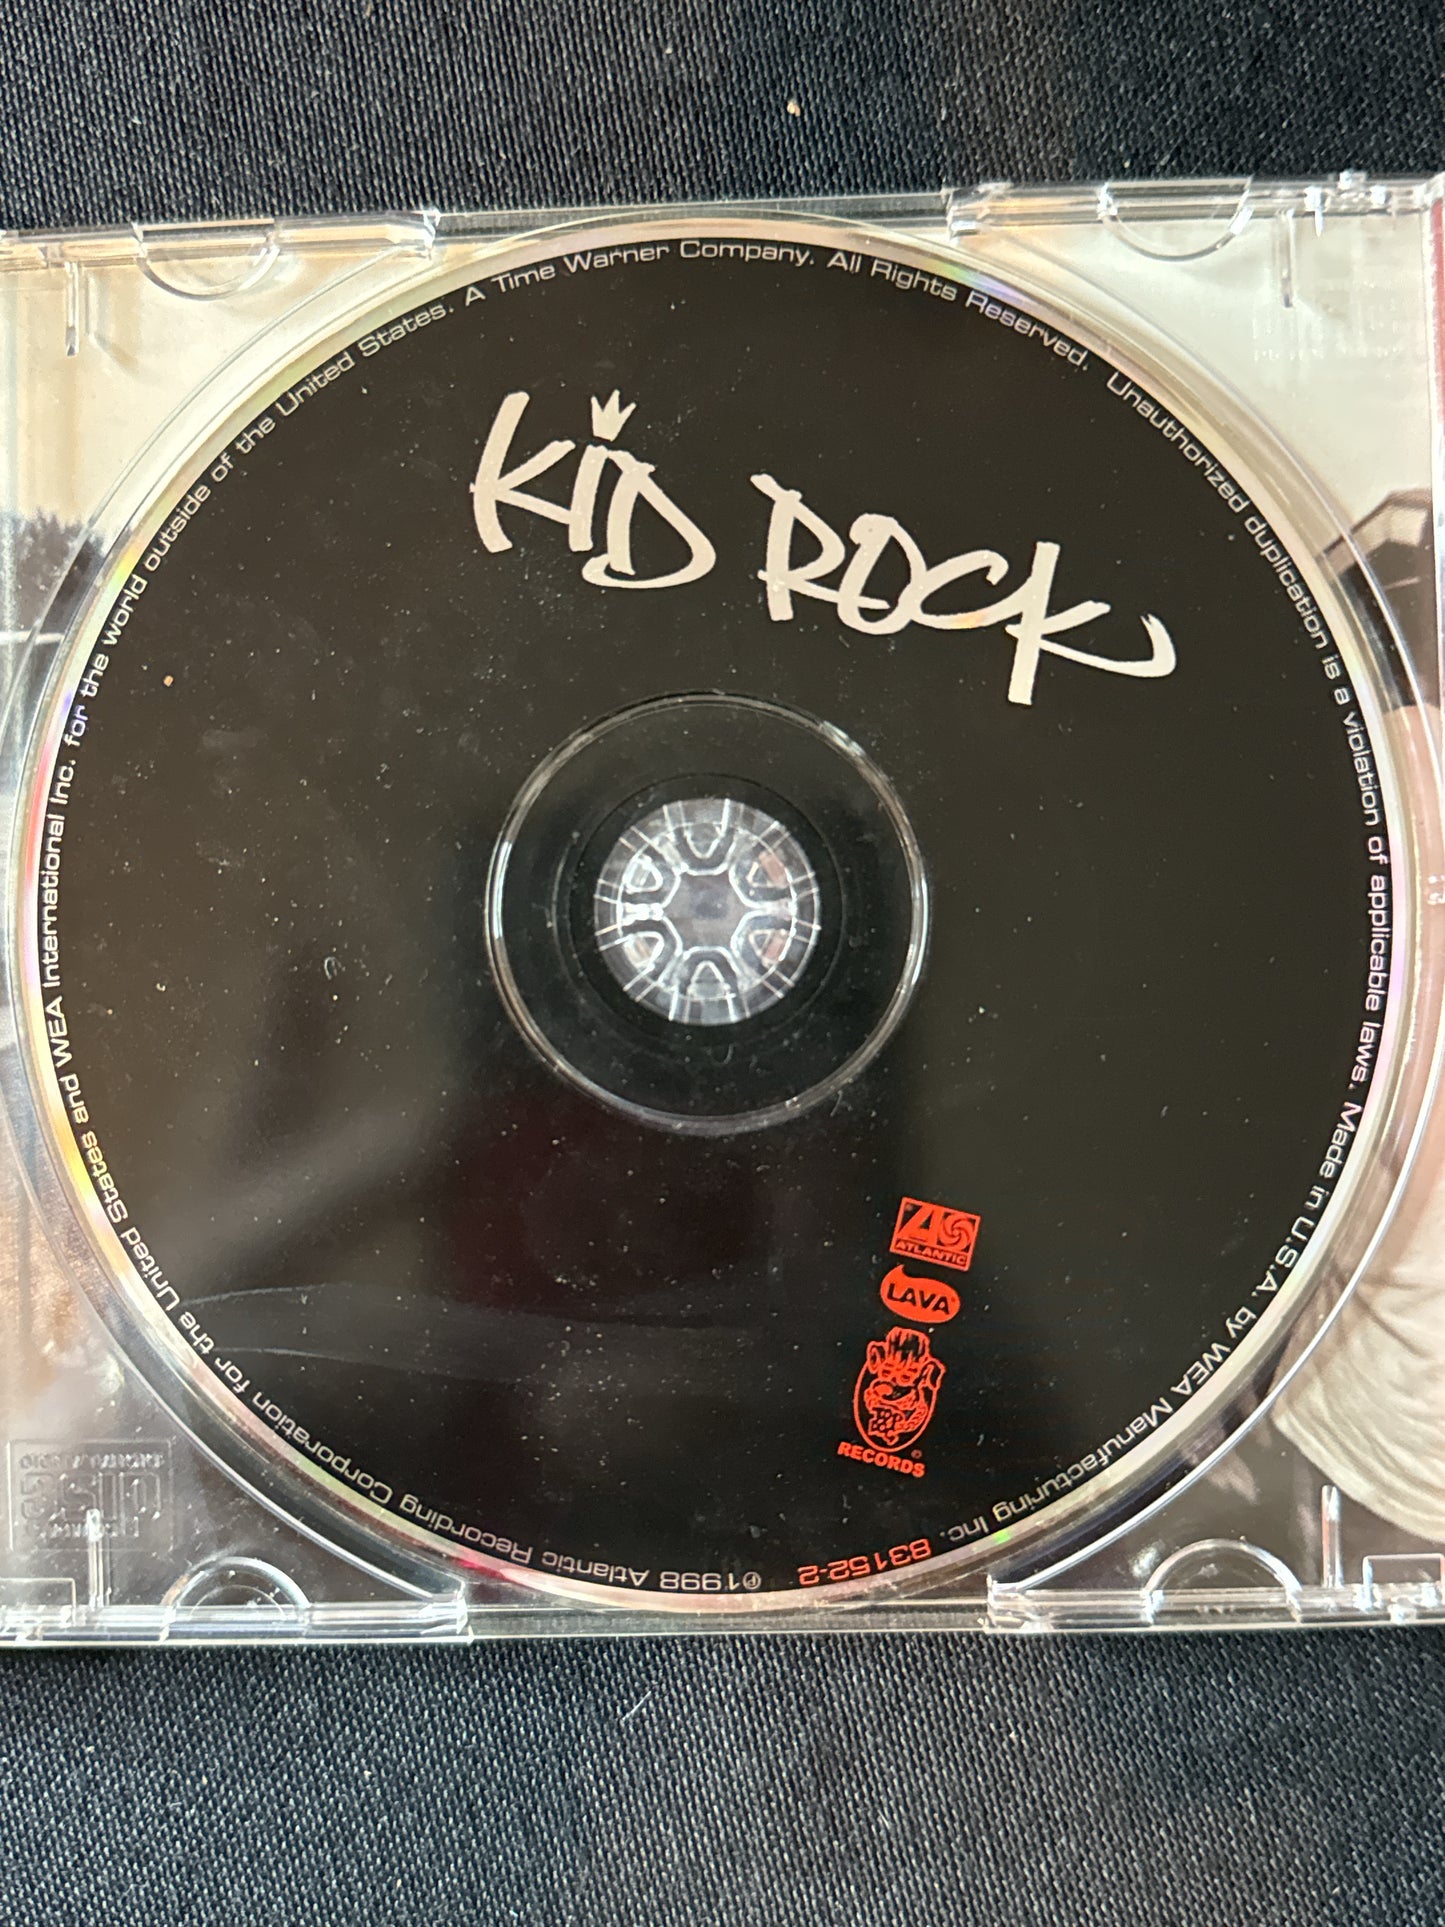 KID ROCK
ATLANTIC
LAVA
TOP DOG
RECORDS ©
83152-2
℗1998 Atlantic Recording Corporation for the United States and WEA International Inc. for the world outside of the United States. A Time Warner Company. All Rights Reserved. Unauthorized duplication is a violation of applicable laws. Made in U.S.A. by WEA Manufacturing Inc.